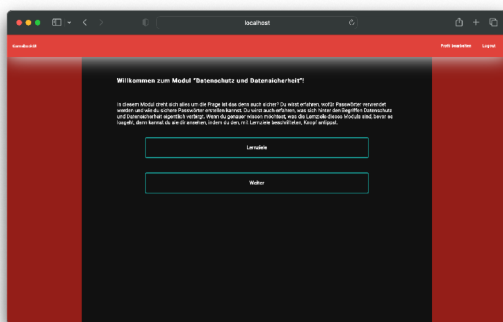 localhost
Profil bearbeiten Logout
Willkommen zum Modul "Datenschutz und Datensicherheit"!
In diesem Modul dreht sich alles um die Frage ist das denn auch sicher? Du wirst erfahren, wofür Passwörter verwendet
werden und wie du sichere Passwörter erstellen kannst. Du wirst auch erfahren, was sich hinter den Begriffen Datenschutz
und Datensicherheit eigentlich verbirgt. Wenn du genauer wissen möchtest, was die Lernziele dieses Moduls sind, bevor es
losgeht, dann kannst du sie dir ansehen, indem du den, mit Lernziele beschrifteten, Knopf antippst.
Lernziele
Weiter